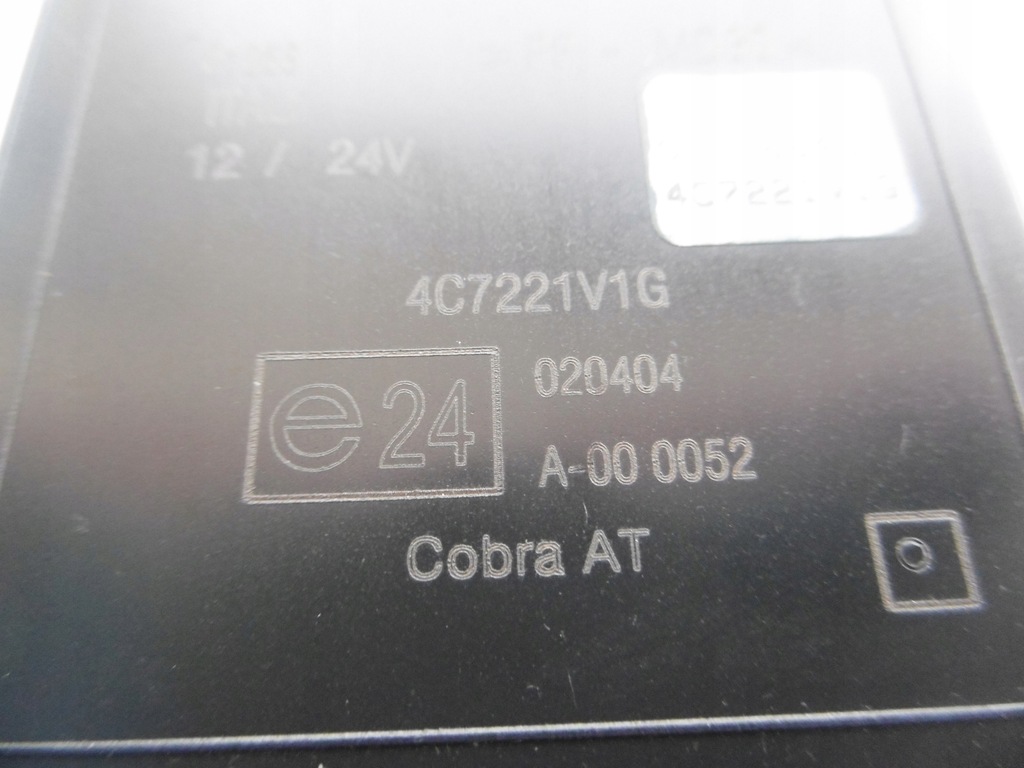 12 / 24V
4C7221V1G
e24
020404
A-00 0052
Cobra AT